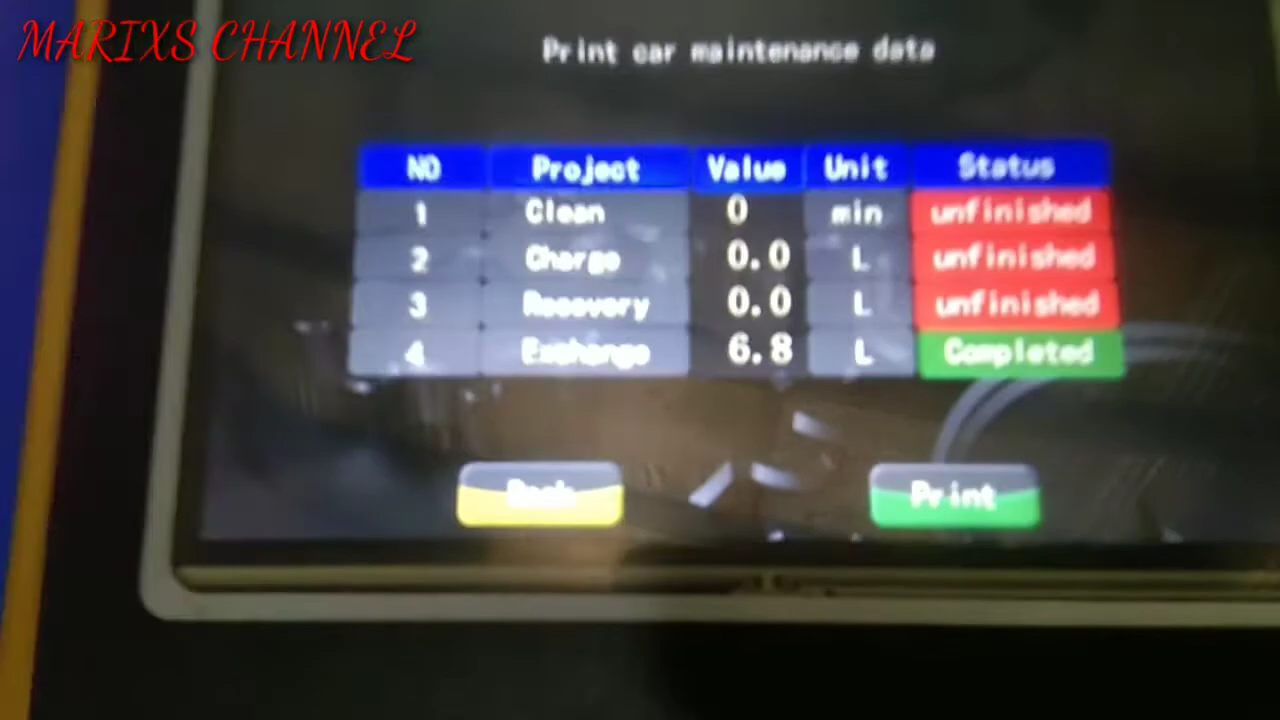 MARIXS CHANNEL
Print car maintenance data
NO Project Value Unit Status
1 Clean 0 min unfinished
2 Charge 0.0 L unfinished
3 Recovery 0.0 L unfinished
4 Exchange 6.8 L Completed
Back Print